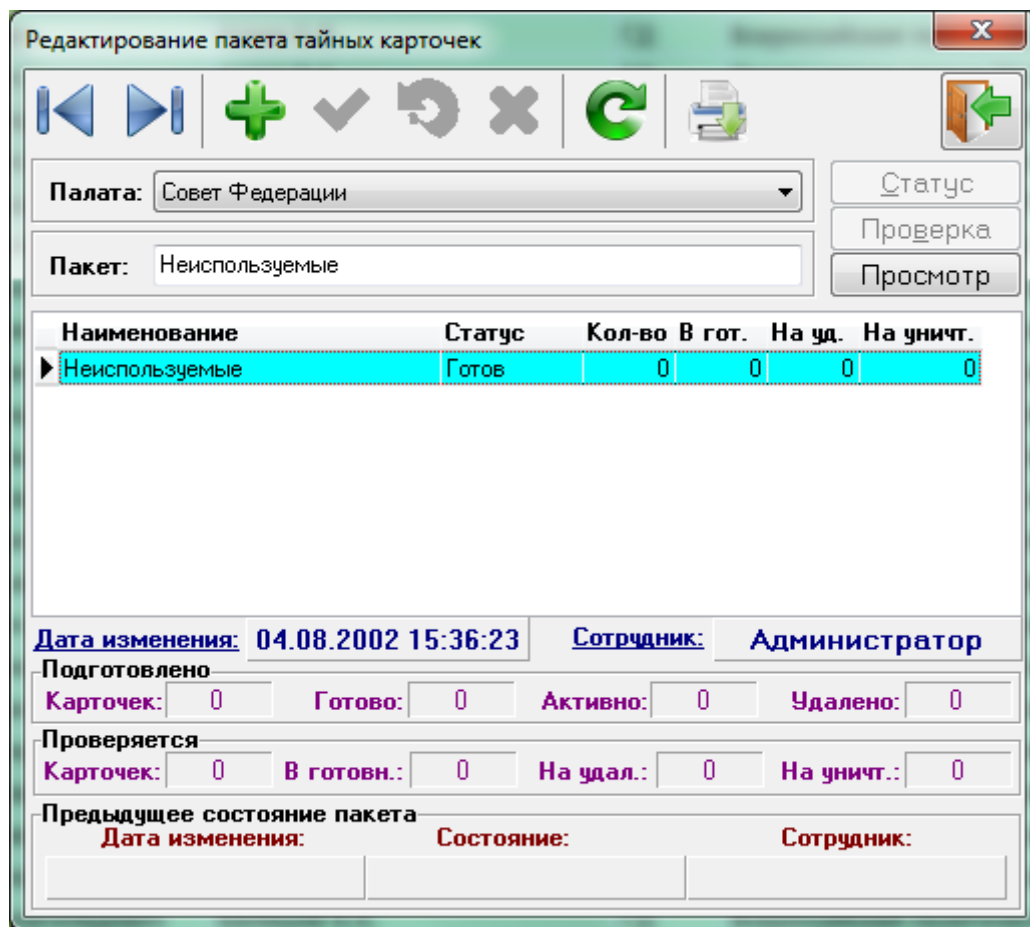 Редактирование пакета тайных карточек
Палата: Совет Федерации
Статус
Проверка
Пакет: Неиспользуемые
Просмотр
Наименование Статус Кол-во В гот. На уд. На уничт.
Неиспользуемые Готов 0 0 0 0
Дата изменения: 04.08.2002 15:36:23 Сотрудник: Администратор
Подготовлено
Карточек: 0 Готово: 0 Активно: 0 Удалено: 0
Проверяется
Карточек: 0 В готовн.: 0 На удал.: 0 На уничт.: 0
Предыдущее состояние пакета
Дата изменения: Состояние: Сотрудник: